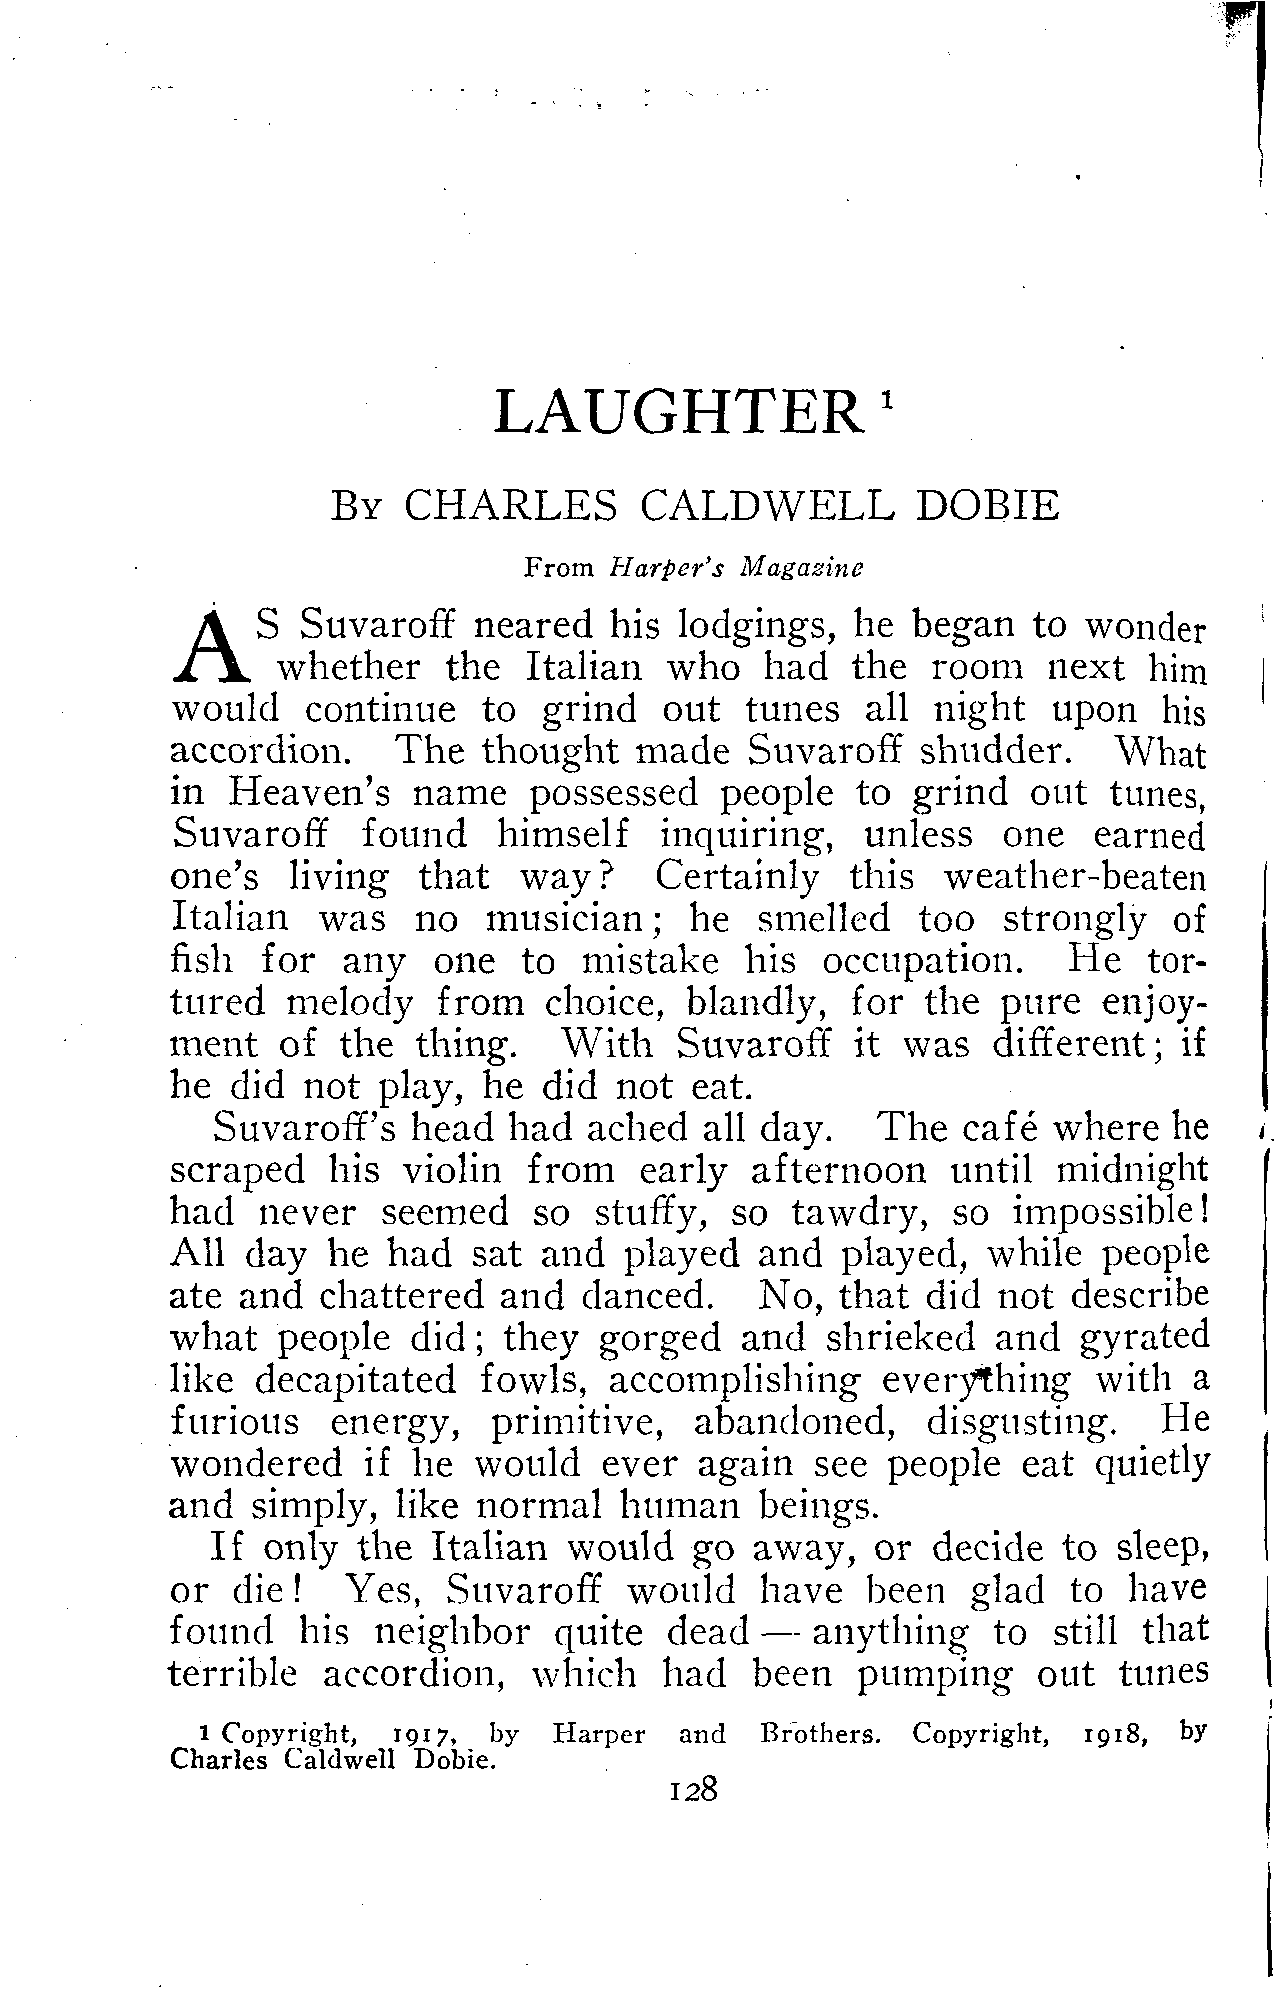 LAUGHTER ¹
By CHARLES CALDWELL DOBIE
From Harper's Magazine
AS Suvaroff neared his lodgings, he began to wonder
whether the Italian who had the room next him
would continue to grind out tunes all night upon his
accordion. The thought made Suvaroff shudder. What
in Heaven's name possessed people to grind out tunes,
Suvaroff found himself inquiring, unless one earned
one's living that way? Certainly this weather-beaten
Italian was no musician; he smelled too strongly of
fish for any one to mistake his occupation. He tor-
tured melody from choice, blandly, for the pure enjoy-
ment of the thing. With Suvaroff it was different; if
he did not play, he did not eat.
Suvaroff's head had ached all day. The café where he
scraped his violin from early afternoon until midnight
had never seemed so stuffy, so tawdry, so impossible!
All day he had sat and played and played, while people
ate and chattered and danced. No, that did not describe
what people did; they gorged and shrieked and gyrated
like decapitated fowls, accomplishing everything with a
furious energy, primitive, abandoned, disgusting. He
wondered if he would ever again see people eat quietly
and simply, like normal human beings.
If only the Italian would go away, or decide to sleep,
or die! Yes, Suvaroff would have been glad to have
found his neighbor quite dead — anything to still that
terrible accordion, which had been pumping out tunes
1 Copyright, 1917, by Harper and Brothers. Copyright, 1918, by
Charles Caldwell Dobie.
128